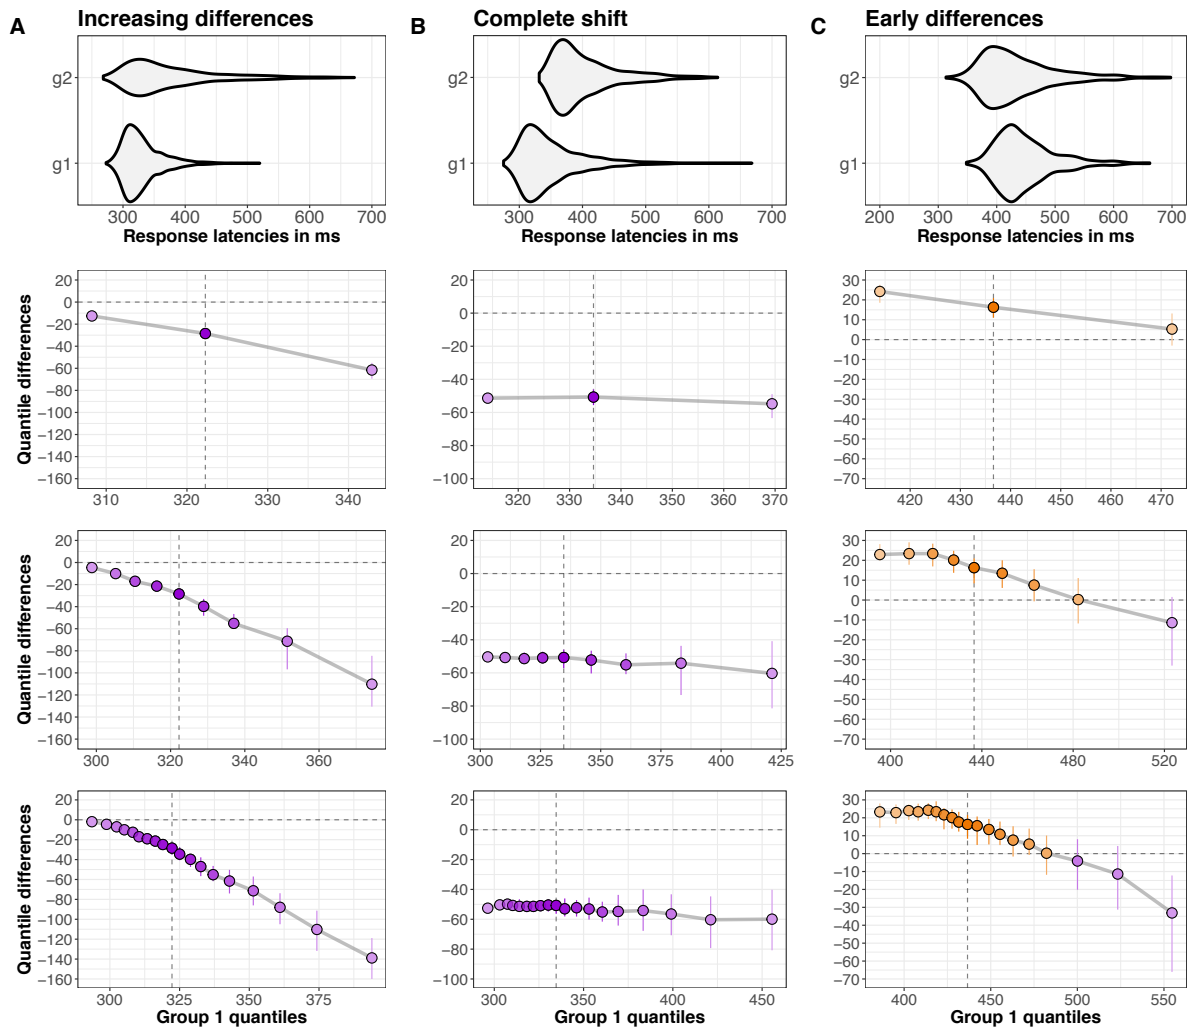 A Increasing differences B Complete shift C Early differences
g2 g2 g2
g1 g1 g1
300 400 500 600 700 300 400 500 600 700 200 300 400 500 600 700
Response latencies in ms Response latencies in ms Response latencies in ms
Quantile differences
20 0 −20 −40 −60 −80 −100 −120 −140 −160
310 320 330 340
20 0 −20 −40 −60 −80 −100
320 330 340 350 360 370
30 20 10 0 −10 −20 −30 −40 −50 −60 −70
420 430 440 450 460 470
Quantile differences
20 0 −20 −40 −60 −80 −100 −120 −140 −160
300 320 340 360
20 0 −20 −40 −60 −80 −100
300 325 350 375 400 425
30 20 10 0 −10 −20 −30 −40 −50 −60 −70
400 440 480 520
Quantile differences
20 0 −20 −40 −60 −80 −100 −120 −140 −160
300 325 350 375
20 0 −20 −40 −60 −80 −100
300 350 400 450
30 20 10 0 −10 −20 −30 −40 −50 −60 −70
400 450 500 550
Group 1 quantiles Group 1 quantiles Group 1 quantiles